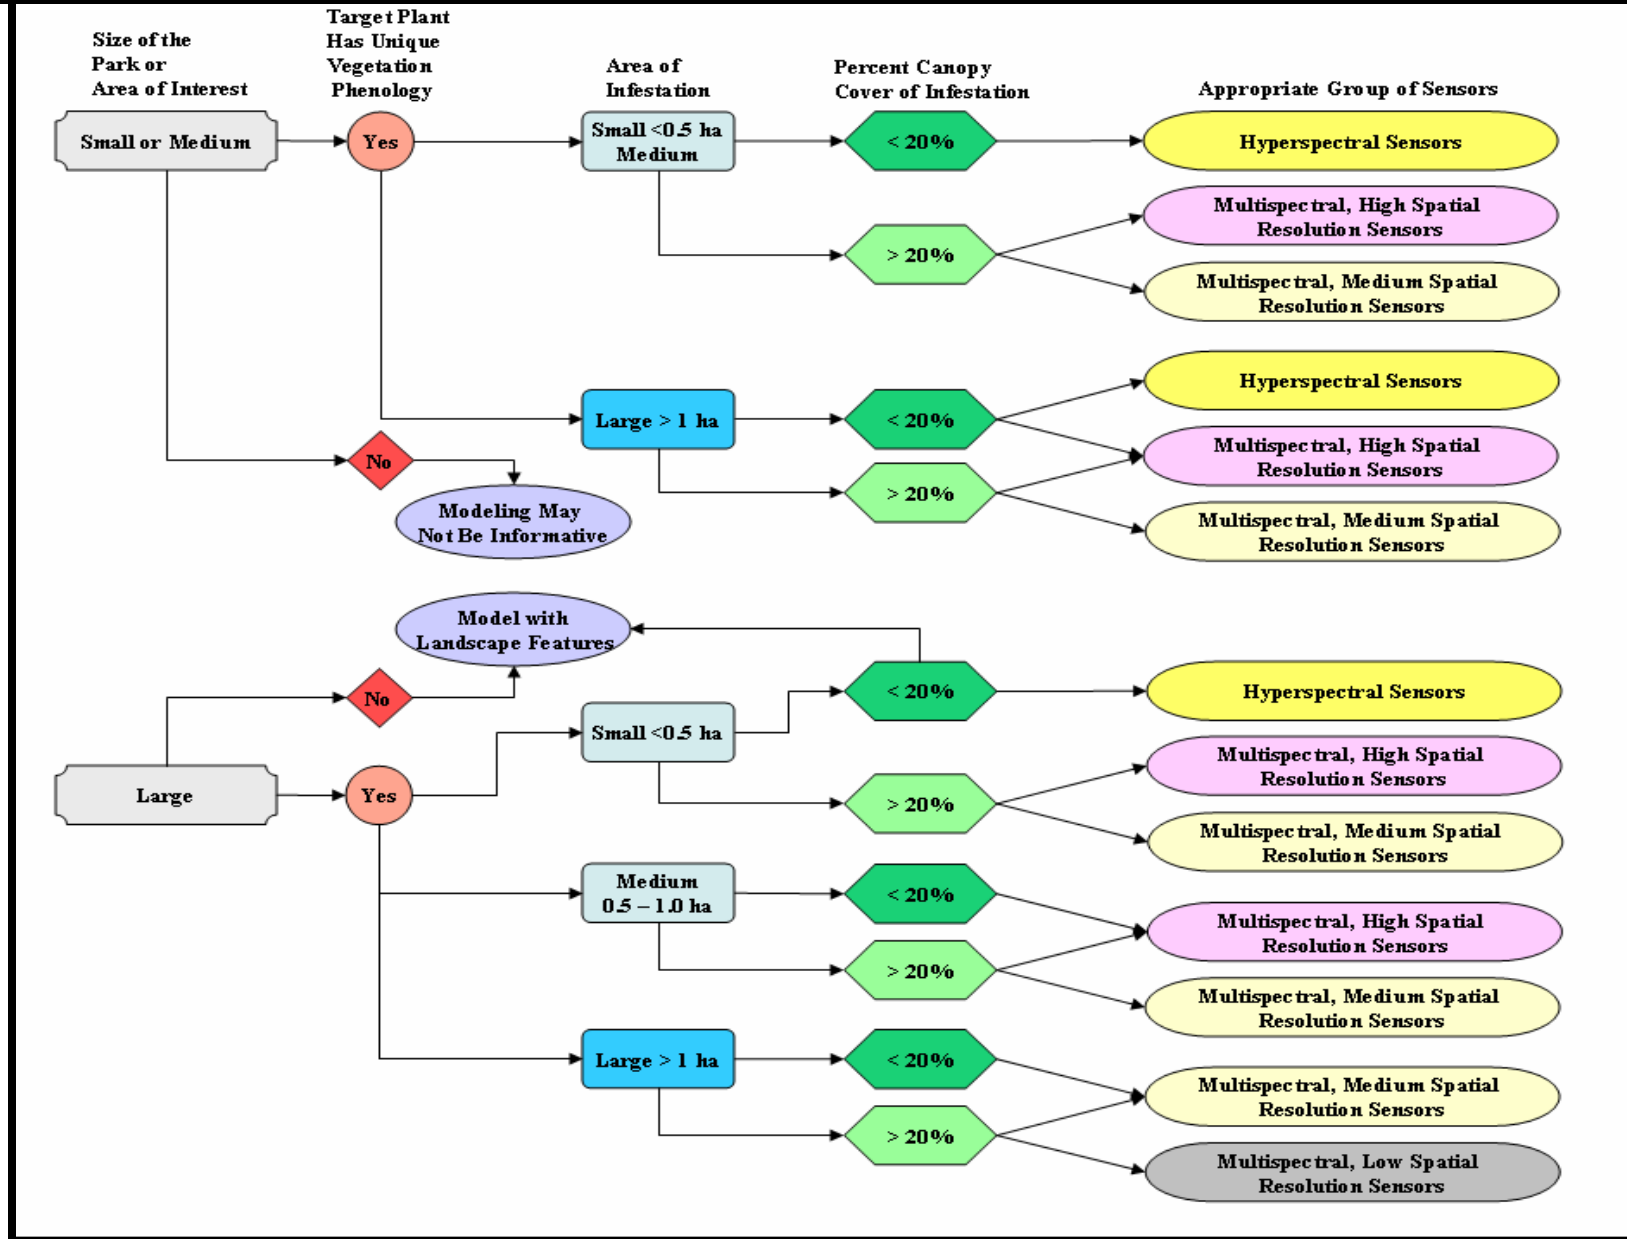 Size of the
Park or
Area of Interest
Target Plant
Has Unique
Vegetation
Phenology
Area of
Infestation
Percent Canopy
Cover of Infestation
Appropriate Group of Sensors
Small or Medium
Yes
Small <0.5 ha
Medium
< 20%
Hyperspectral Sensors
> 20%
Multispectral, High Spatial
Resolution Sensors
Multispectral, Medium Spatial
Resolution Sensors
Large > 1 ha
< 20%
Hyperspectral Sensors
Multispectral, High Spatial
Resolution Sensors
> 20%
Multispectral, Medium Spatial
Resolution Sensors
No
Modeling May
Not Be Informative
Model with
Landscape Features
No
Large
Yes
Small <0.5 ha
< 20%
Hyperspectral Sensors
> 20%
Multispectral, High Spatial
Resolution Sensors
Multispectral, Medium Spatial
Resolution Sensors
Medium
0.5 – 1.0 ha
< 20%
Multispectral, High Spatial
Resolution Sensors
> 20%
Multispectral, Medium Spatial
Resolution Sensors
Large > 1 ha
< 20%
Multispectral, Medium Spatial
Resolution Sensors
> 20%
Multispectral, Low Spatial
Resolution Sensors